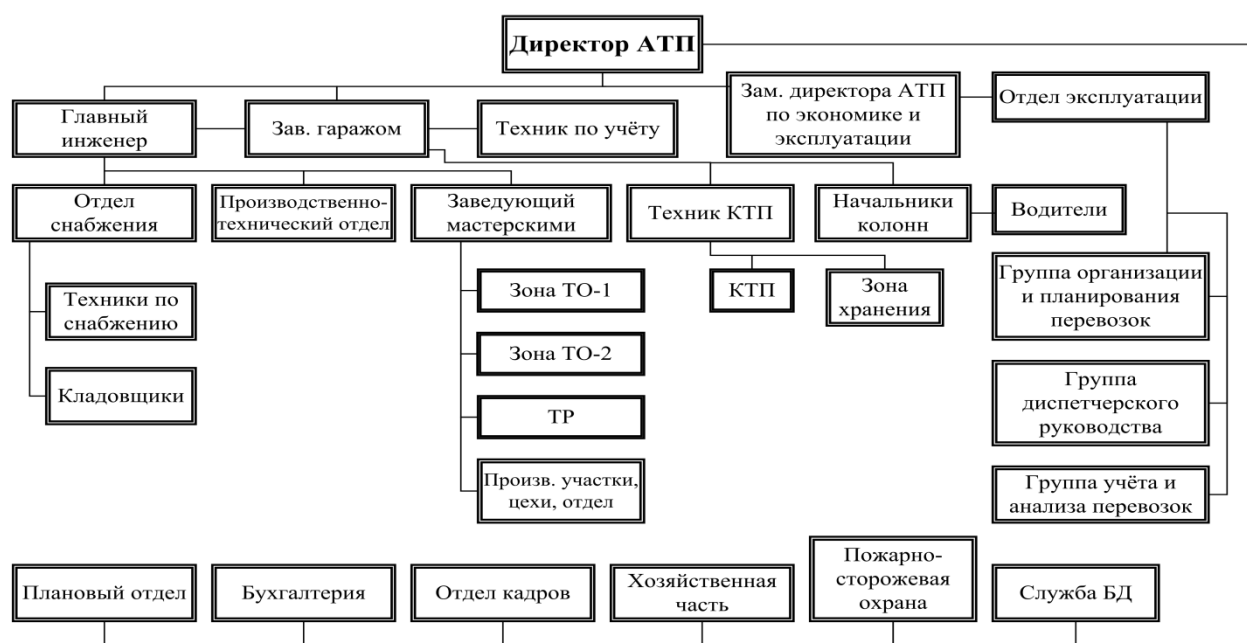 Директор АТП
Главный
инженер
Зав. гаражом
Техник по учёту
Зам. директора АТП
по экономике и
эксплуатации
Отдел эксплуатации
Отдел
снабжения
Производственно-
технический отдел
Заведующий
мастерскими
Техник КТП
Начальники
колонн
Водители
Техники по
снабжению
Кладовщики
Зона ТО-1
Зона ТО-2
ТР
Произв. участки,
цехи, отдел
КТП
Зона
хранения
Группа организации
и планирования
перевозок
Группа
диспетчерского
руководства
Группа учёта и
анализа перевозок
Плановый отдел
Бухгалтерия
Отдел кадров
Хозяйственная
часть
Пожарно-
сторожевая
охрана
Служба БД